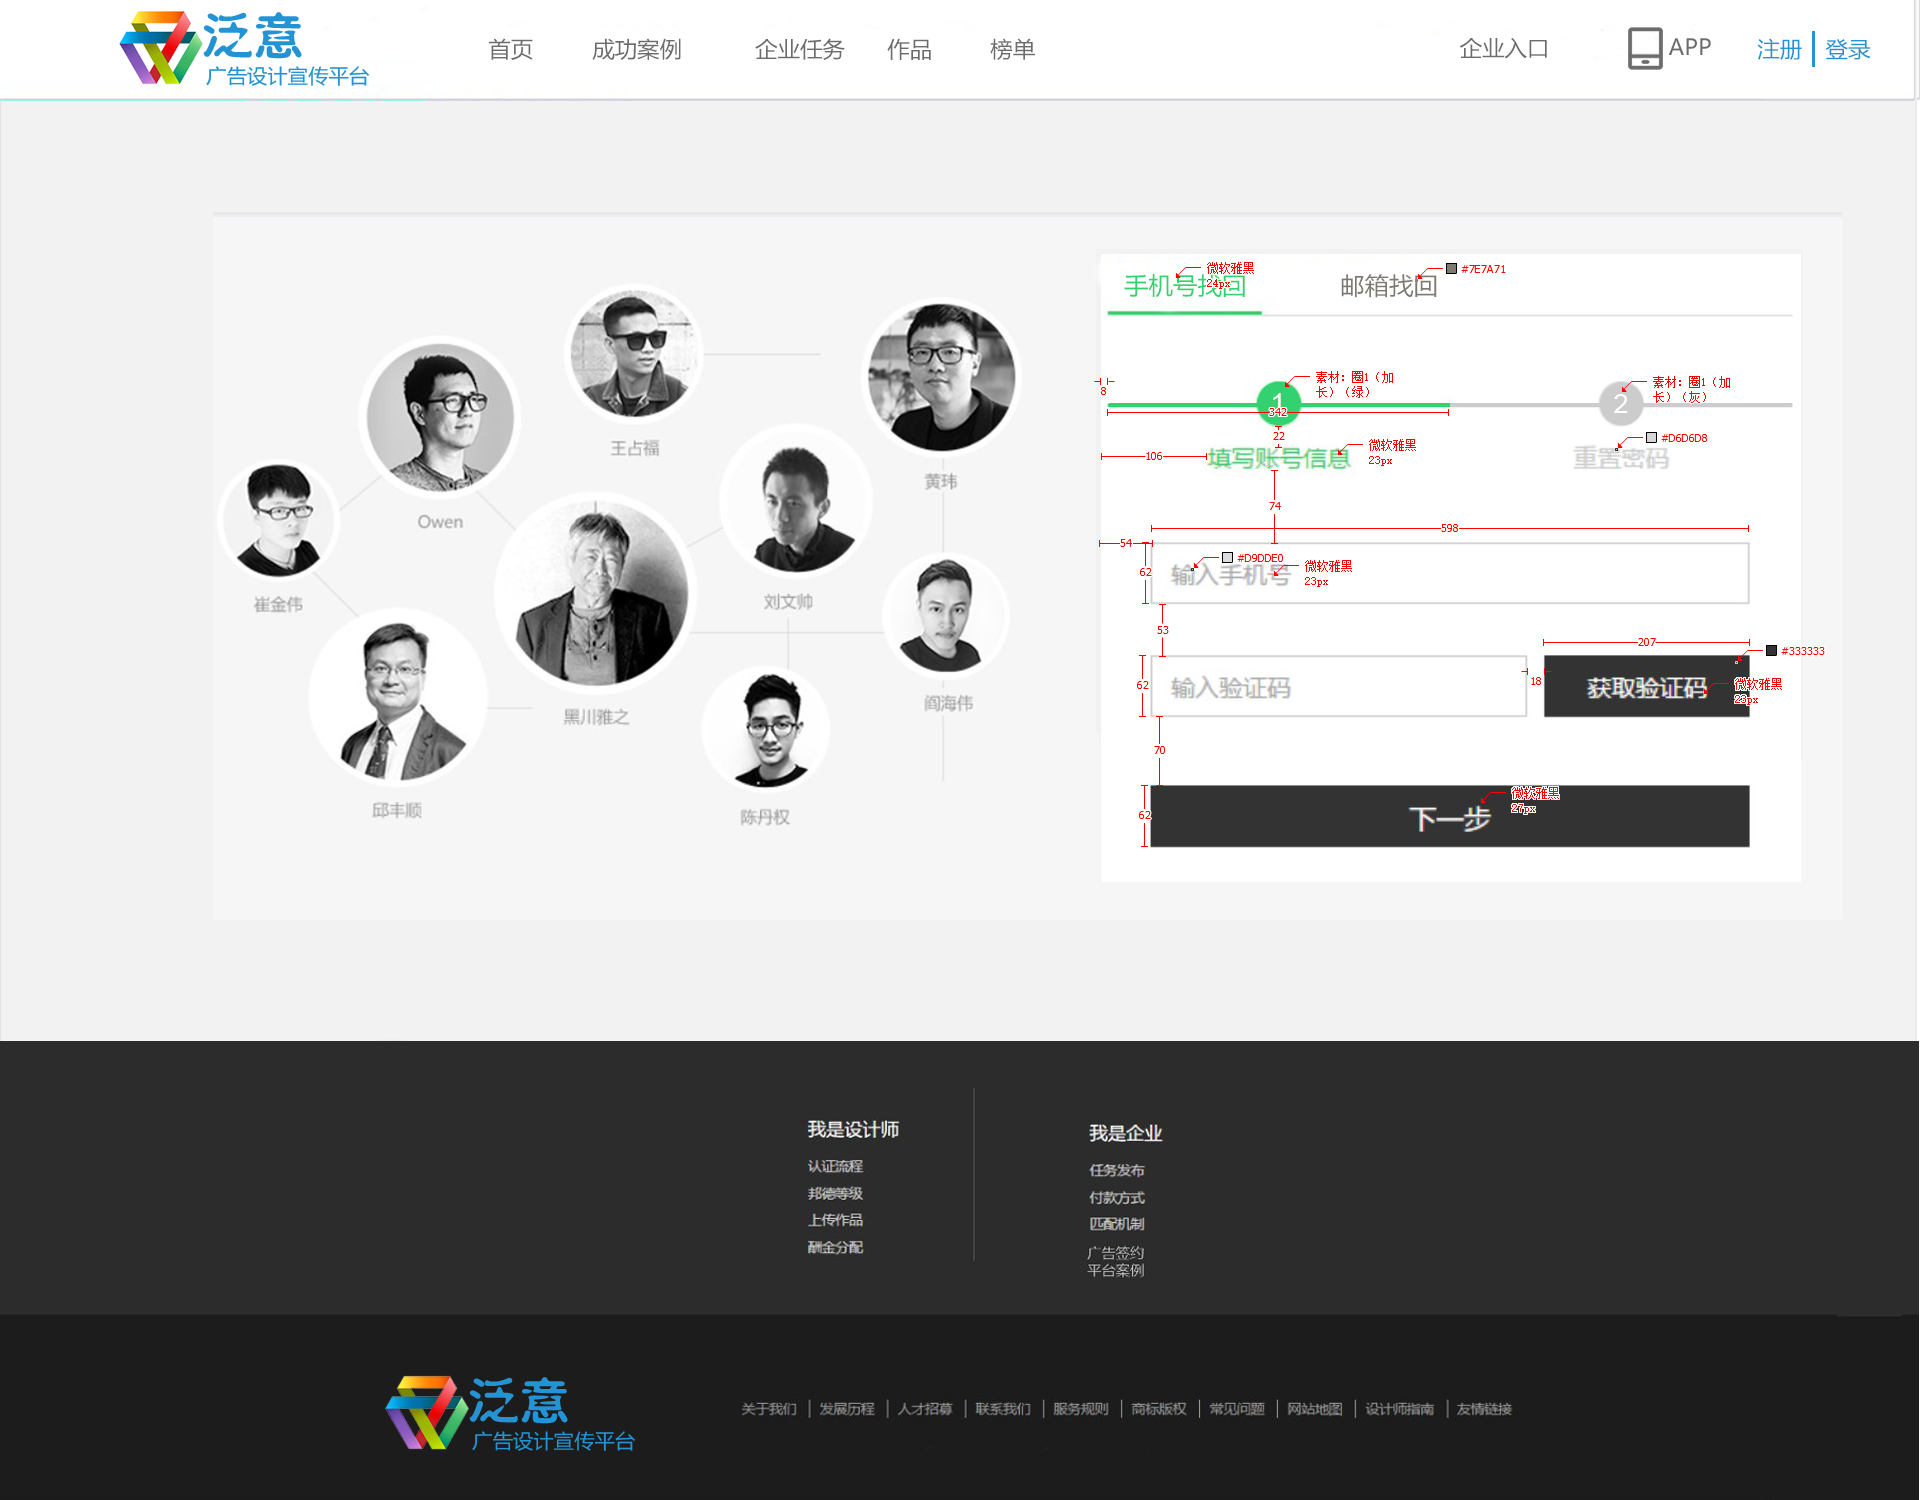 泛意
广告设计宣传平台
首页 成功案例 企业任务 作品 榜单 企业入口 APP 注册 登录
微软雅黑
24px
#7E7A71
手机号找回 邮箱找回
素材：圈1（加
长）（绿）
素材：圈1（加
长）（灰）
8
1
2
342
22
微软雅黑
23px
#D6D6D8
106
填写账号信息 重置密码
74
598
54
#D9DDE0
微软雅黑
23px
62
输入手机号
53
207
#333333
62
输入验证码
18
获取验证码
微软雅黑
23px
70
微软雅黑
27px
62
下一步
王占福
黄玮
Owen
崔金伟
刘文帅
黑川雅之
阎海伟
邱丰顺
陈丹权
我是设计师
认证流程
邦德等级
上传作品
酬金分配
我是企业
任务发布
付款方式
匹配机制
广告签约
平台案例
泛意
广告设计宣传平台
关于我们 发展历程 人才招募 联系我们 服务规则 商标版权 常见问题 网站地图 设计师指南 友情链接